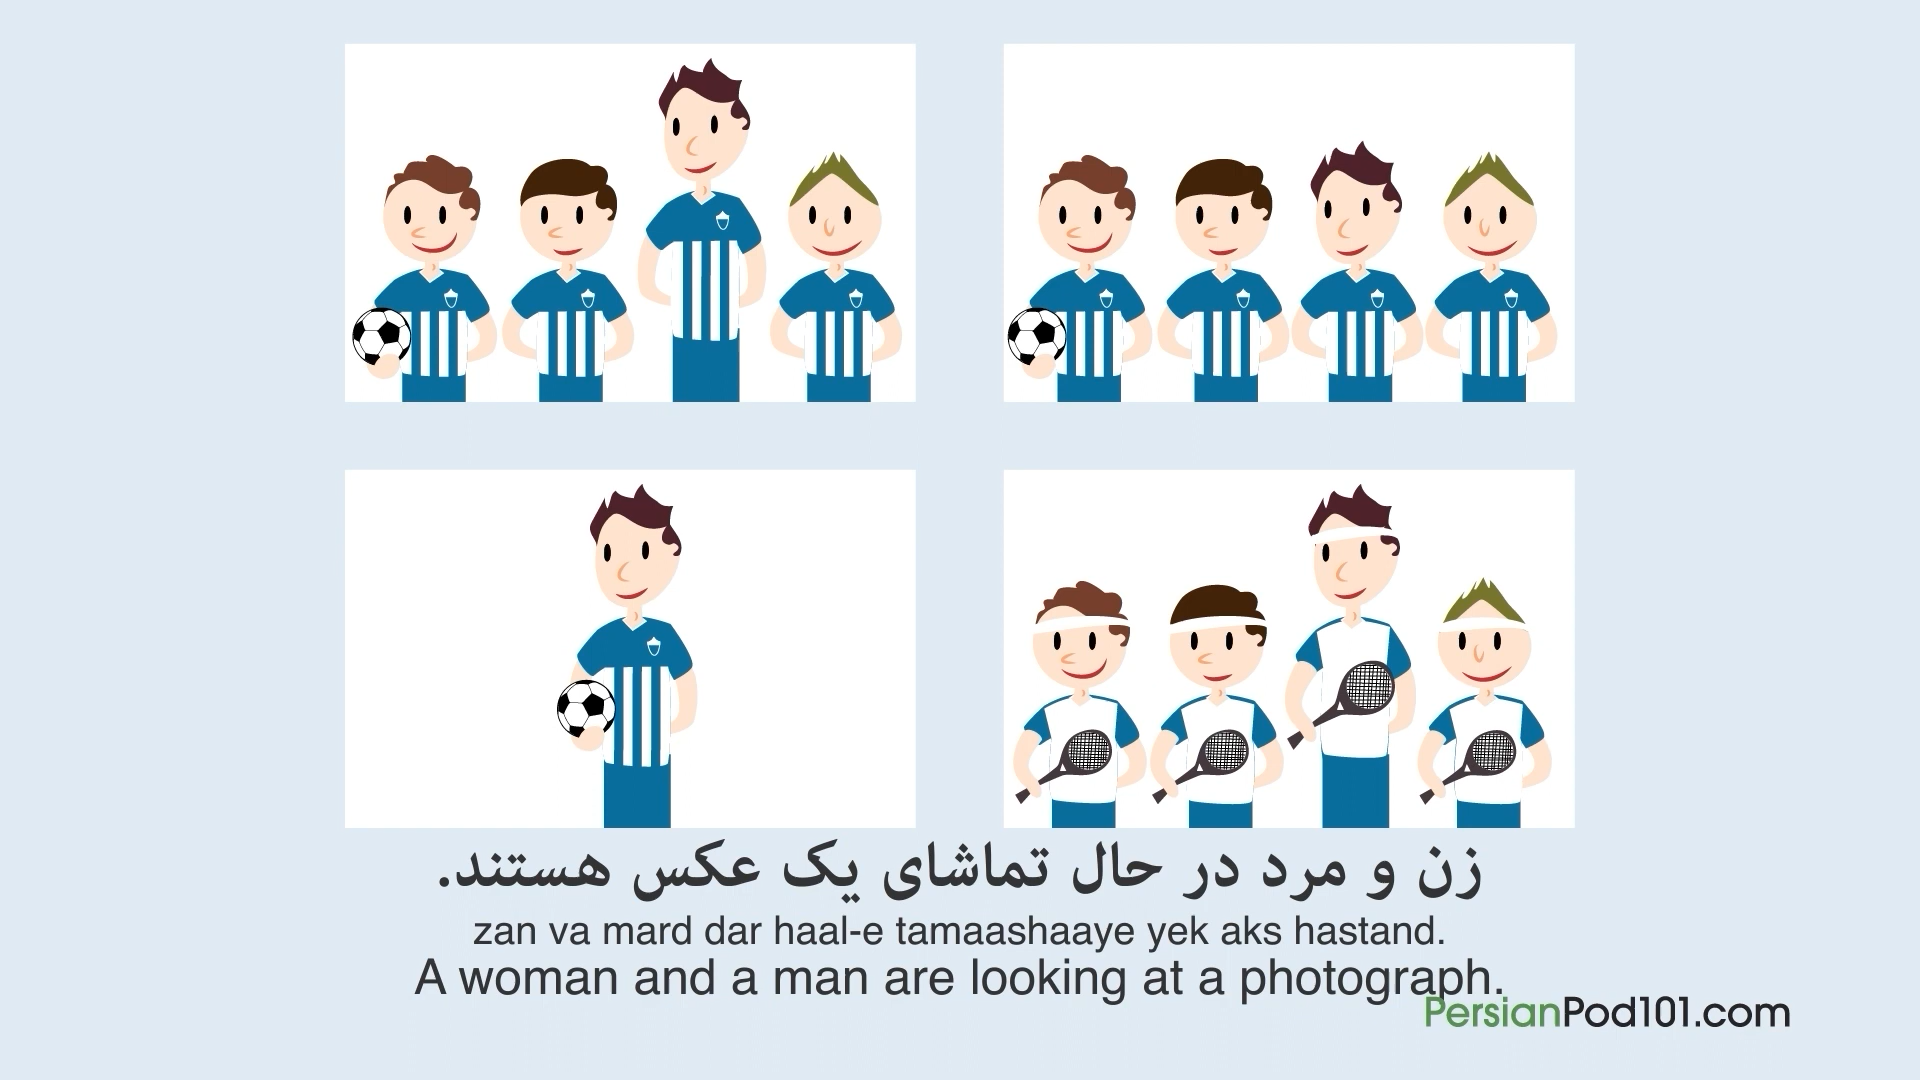 زن و مرد در حال تماشای یک عکس هستند.
zan va mard dar haal-e tamaashaaye yek aks hastand.
A woman and a man are looking at a photograph.
PersianPod101.com